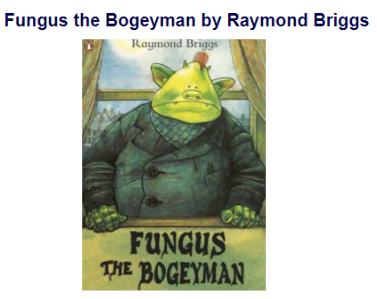 Fungus the Bogeyman by Raymond Briggs
Raymond Briggs
FUNGUS
THE BOGEYMAN